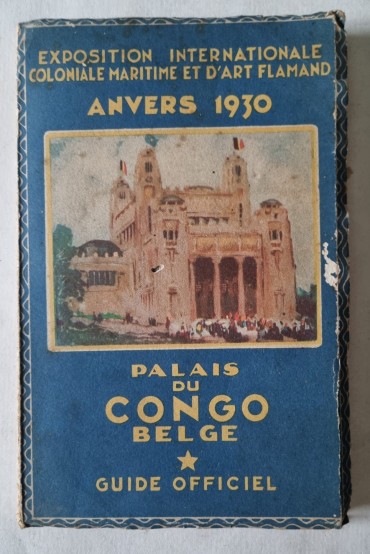 EXPOSITION INTERNATIONALE
COLONIALE MARITIME ET D'ART FLAMAND
ANVERS 1930
PALAIS
DU
CONGO
BELGE
GUIDE OFFICIEL